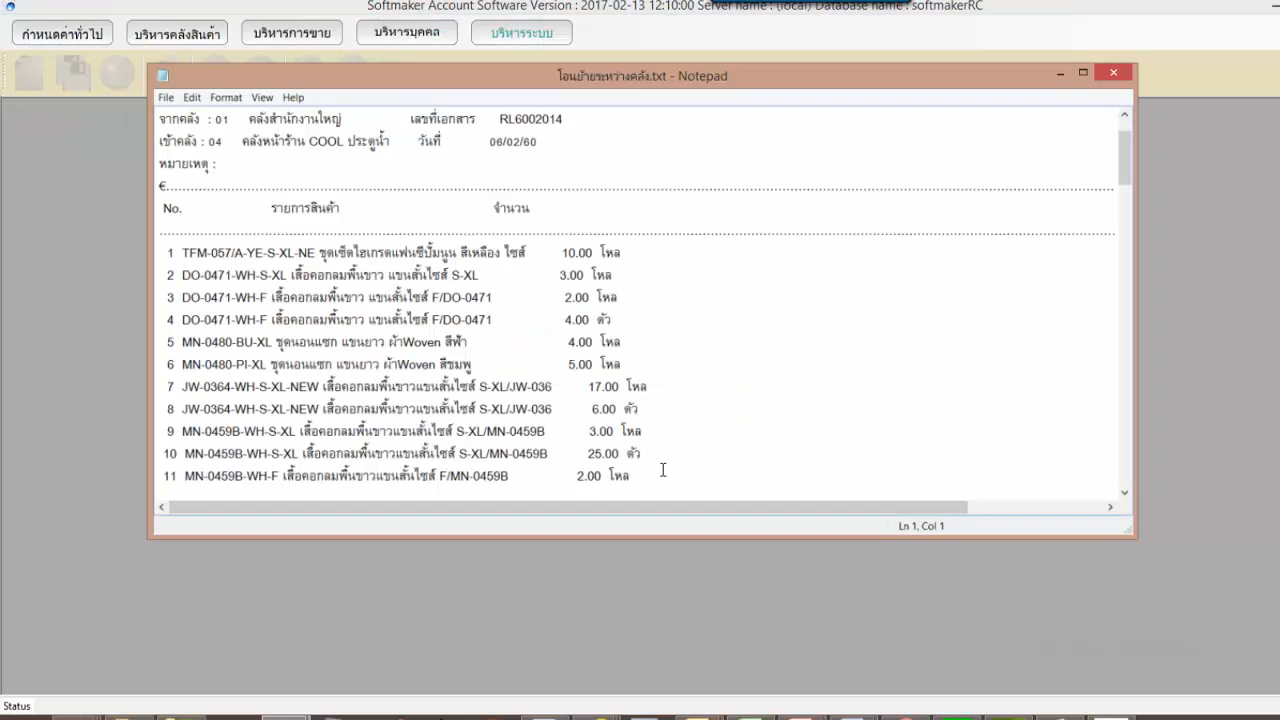 Softmaker Account Software Version : 2017-02-13 12:10:00 Server name : (local) Database name : softmakerRC
กำหนดค่าทั่วไป บริหารคลังสินค้า บริหารการขาย บริหารบุคคล บริหารระบบ
โอนย้ายระหว่างคลัง.txt - Notepad
File Edit Format View Help
จากคลัง : 01 คลังสำนักงานใหญ่ เลขที่เอกสาร RL6002014
เข้าคลัง : 04 คลังหน้าร้าน COOL ประตูน้ำ วันที่ 06/02/60
หมายเหตุ :
€
No. รายการสินค้า จำนวน
1 TFM-057/A-YE-S-XL-NE ชุดเซ็ตไฮเกรดแฟนซีปั้มนูน สีเหลือง ไซส์ 10.00 โหล
2 DO-0471-WH-S-XL เสื้อคอกลมพื้นขาว แขนสั้นไซส์ S-XL 3.00 โหล
3 DO-0471-WH-F เสื้อคอกลมพื้นขาว แขนสั้นไซส์ F/DO-0471 2.00 โหล
4 DO-0471-WH-F เสื้อคอกลมพื้นขาว แขนสั้นไซส์ F/DO-0471 4.00 ตัว
5 MN-0480-BU-XL ชุดนอนแซก แขนยาว ผ้าWoven สีฟ้า 4.00 โหล
6 MN-0480-PI-XL ชุดนอนแซก แขนยาว ผ้าWoven สีชมพู 5.00 โหล
7 JW-0364-WH-S-XL-NEW เสื้อคอกลมพื้นขาวแขนสั้นไซส์ S-XL/JW-036 17.00 โหล
8 JW-0364-WH-S-XL-NEW เสื้อคอกลมพื้นขาวแขนสั้นไซส์ S-XL/JW-036 6.00 ตัว
9 MN-0459B-WH-S-XL เสื้อคอกลมพื้นขาวแขนสั้นไซส์ S-XL/MN-0459B 3.00 โหล
10 MN-0459B-WH-S-XL เสื้อคอกลมพื้นขาวแขนสั้นไซส์ S-XL/MN-0459B 25.00 ตัว
11 MN-0459B-WH-F เสื้อคอกลมพื้นขาวแขนสั้นไซส์ F/MN-0459B 2.00 โหล
Ln 1, Col 1
Status